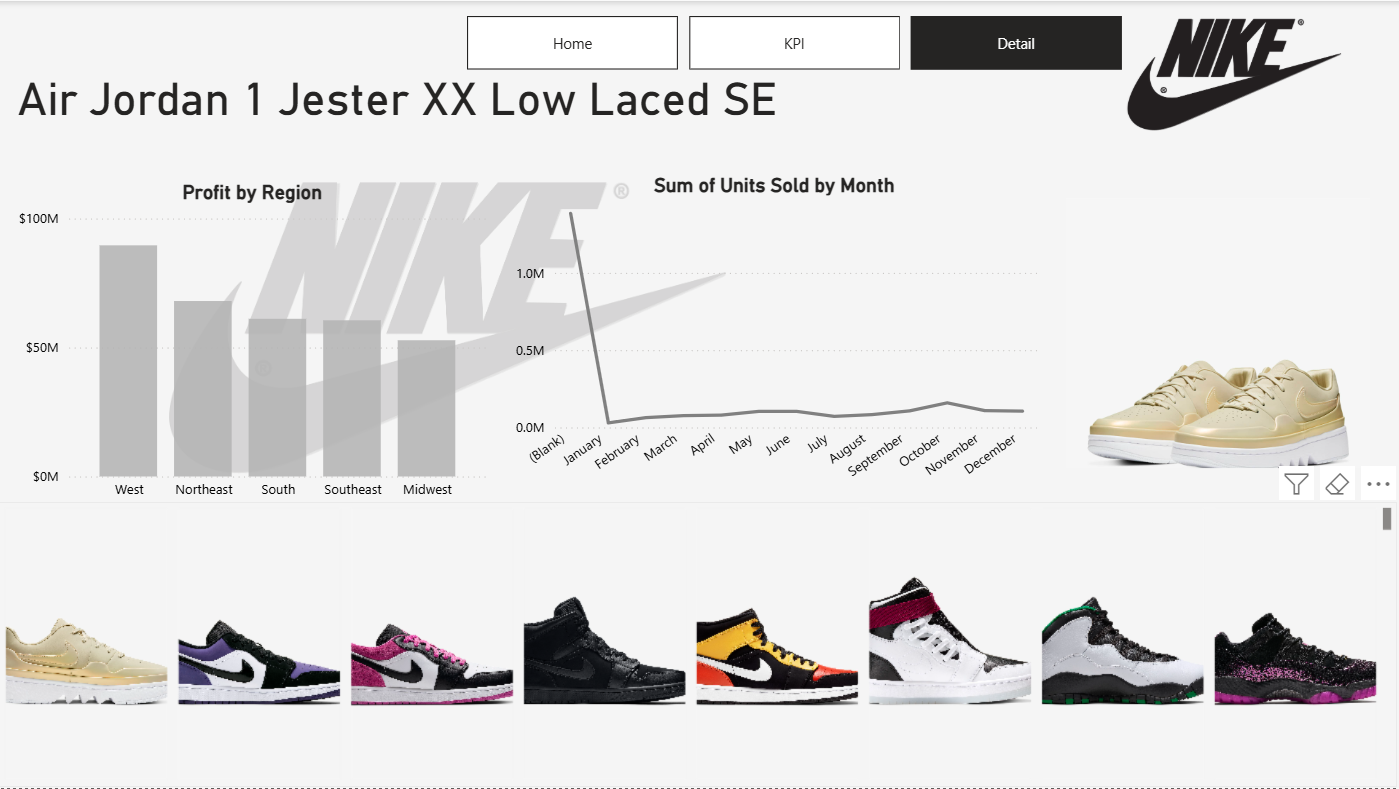 Home
KPI
Detail
NIKE®
®
Air Jordan 1 Jester XX Low Laced SE
Profit by Region
$100M
$50M
$0M
West
Northeast
South
Southeast
Midwest
NIKE®
®
Sum of Units Sold by Month
1.0M
0.5M
0.0M
(Blank)
January
February
March
April
May
June
July
August
September
October
November
December